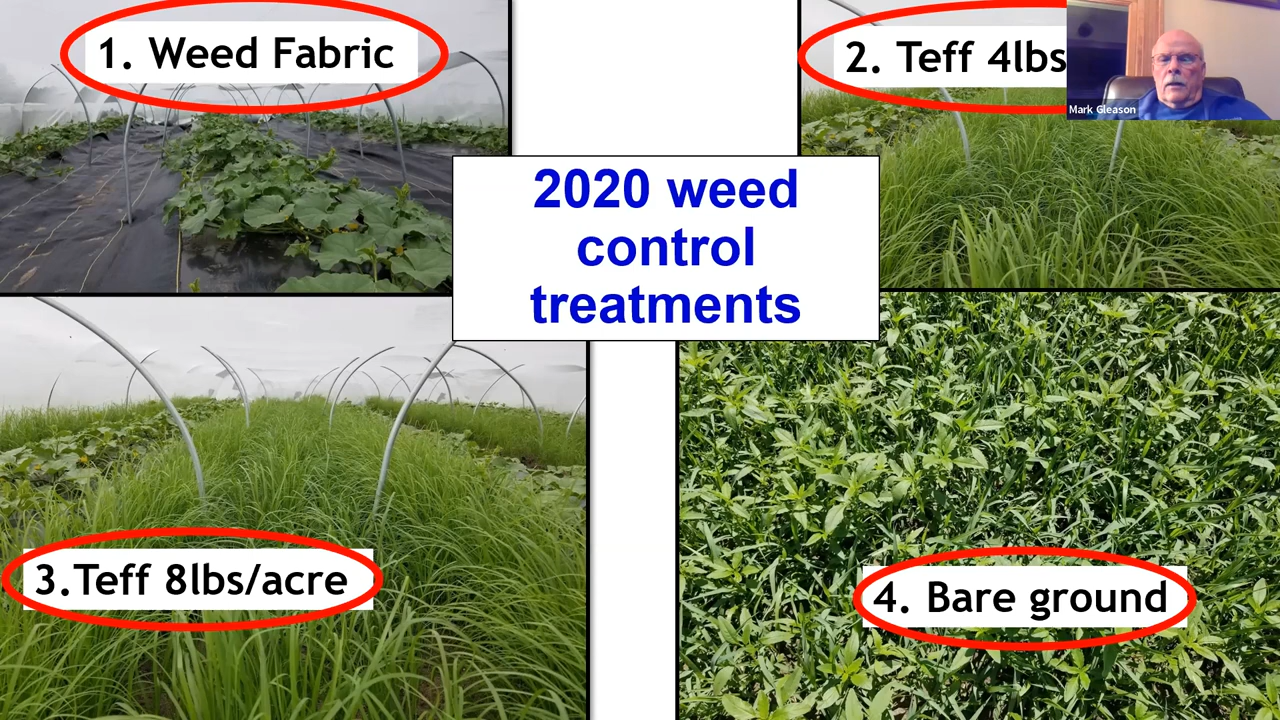 1. Weed Fabric
2. Teff 4lbs
Mark Gleason
2020 weed
control
treatments
3.Teff 8lbs/acre
4. Bare ground